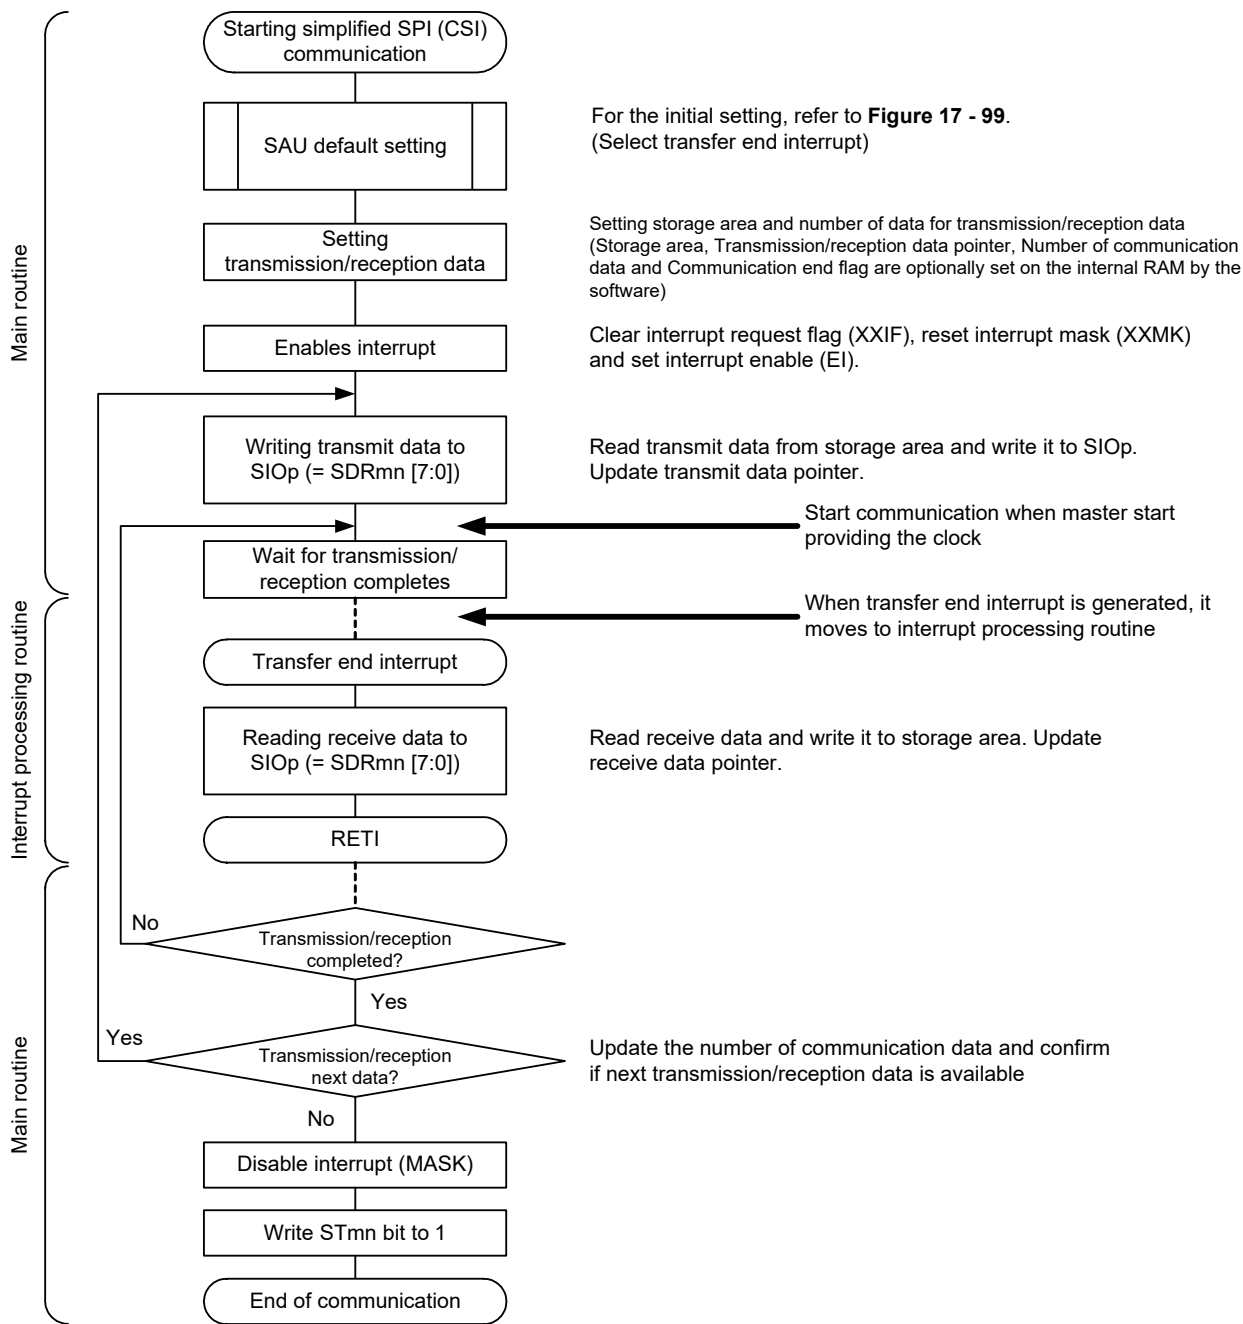 Starting simplified SPI (CSI)
communication
SAU default setting
For the initial setting, refer to Figure 17 - 99.
(Select transfer end interrupt)
Setting
transmission/reception data
Setting storage area and number of data for transmission/reception data
(Storage area, Transmission/reception data pointer, Number of communication
data and Communication end flag are optionally set on the internal RAM by the
software)
Main routine
Enables interrupt
Clear interrupt request flag (XXIF), reset interrupt mask (XXMK)
and set interrupt enable (EI).
Writing transmit data to
SIOp (= SDRmn [7:0])
Read transmit data from storage area and write it to SIOp.
Update transmit data pointer.
Start communication when master start
providing the clock
Wait for transmission/
reception completes
When transfer end interrupt is generated, it
moves to interrupt processing routine
Transfer end interrupt
Interrupt processing routine
Reading receive data to
SIOp (= SDRmn [7:0])
Read receive data and write it to storage area. Update
receive data pointer.
RETI
No
Transmission/reception
completed?
Yes
Yes
Transmission/reception
next data?
Update the number of communication data and confirm
if next transmission/reception data is available
No
Main routine
Disable interrupt (MASK)
Write STmn bit to 1
End of communication